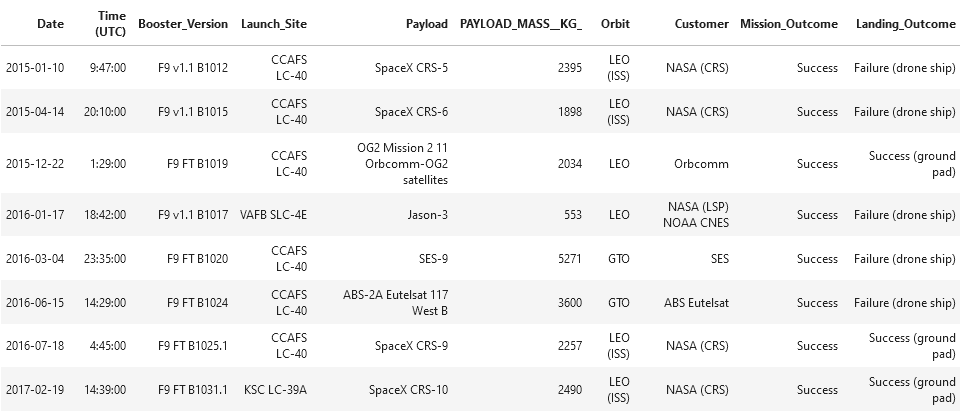 Date Time (UTC) Booster_Version Launch_Site Payload PAYLOAD_MASS__KG_ Orbit Customer Mission_Outcome Landing_Outcome
2015-01-10 9:47:00 F9 v1.1 B1012 CCAFS LC-40 SpaceX CRS-5 2395 LEO (ISS) NASA (CRS) Success Failure (drone ship)
2015-04-14 20:10:00 F9 v1.1 B1015 CCAFS LC-40 SpaceX CRS-6 1898 LEO (ISS) NASA (CRS) Success Failure (drone ship)
2015-12-22 1:29:00 F9 FT B1019 CCAFS LC-40 OG2 Mission 2 11 Orbcomm-OG2 satellites 2034 LEO Orbcomm Success Success (ground pad)
2016-01-17 18:42:00 F9 v1.1 B1017 VAFB SLC-4E Jason-3 553 LEO NASA (LSP) NOAA CNES Success Failure (drone ship)
2016-03-04 23:35:00 F9 FT B1020 CCAFS LC-40 SES-9 5271 GTO SES Success Failure (drone ship)
2016-06-15 14:29:00 F9 FT B1024 CCAFS LC-40 ABS-2A Eutelsat 117 West B 3600 GTO ABS Eutelsat Success Failure (drone ship)
2016-07-18 4:45:00 F9 FT B1025.1 CCAFS LC-40 SpaceX CRS-9 2257 LEO (ISS) NASA (CRS) Success Success (ground pad)
2017-02-19 14:39:00 F9 FT B1031.1 KSC LC-39A SpaceX CRS-10 2490 LEO (ISS) NASA (CRS) Success Success (ground pad)